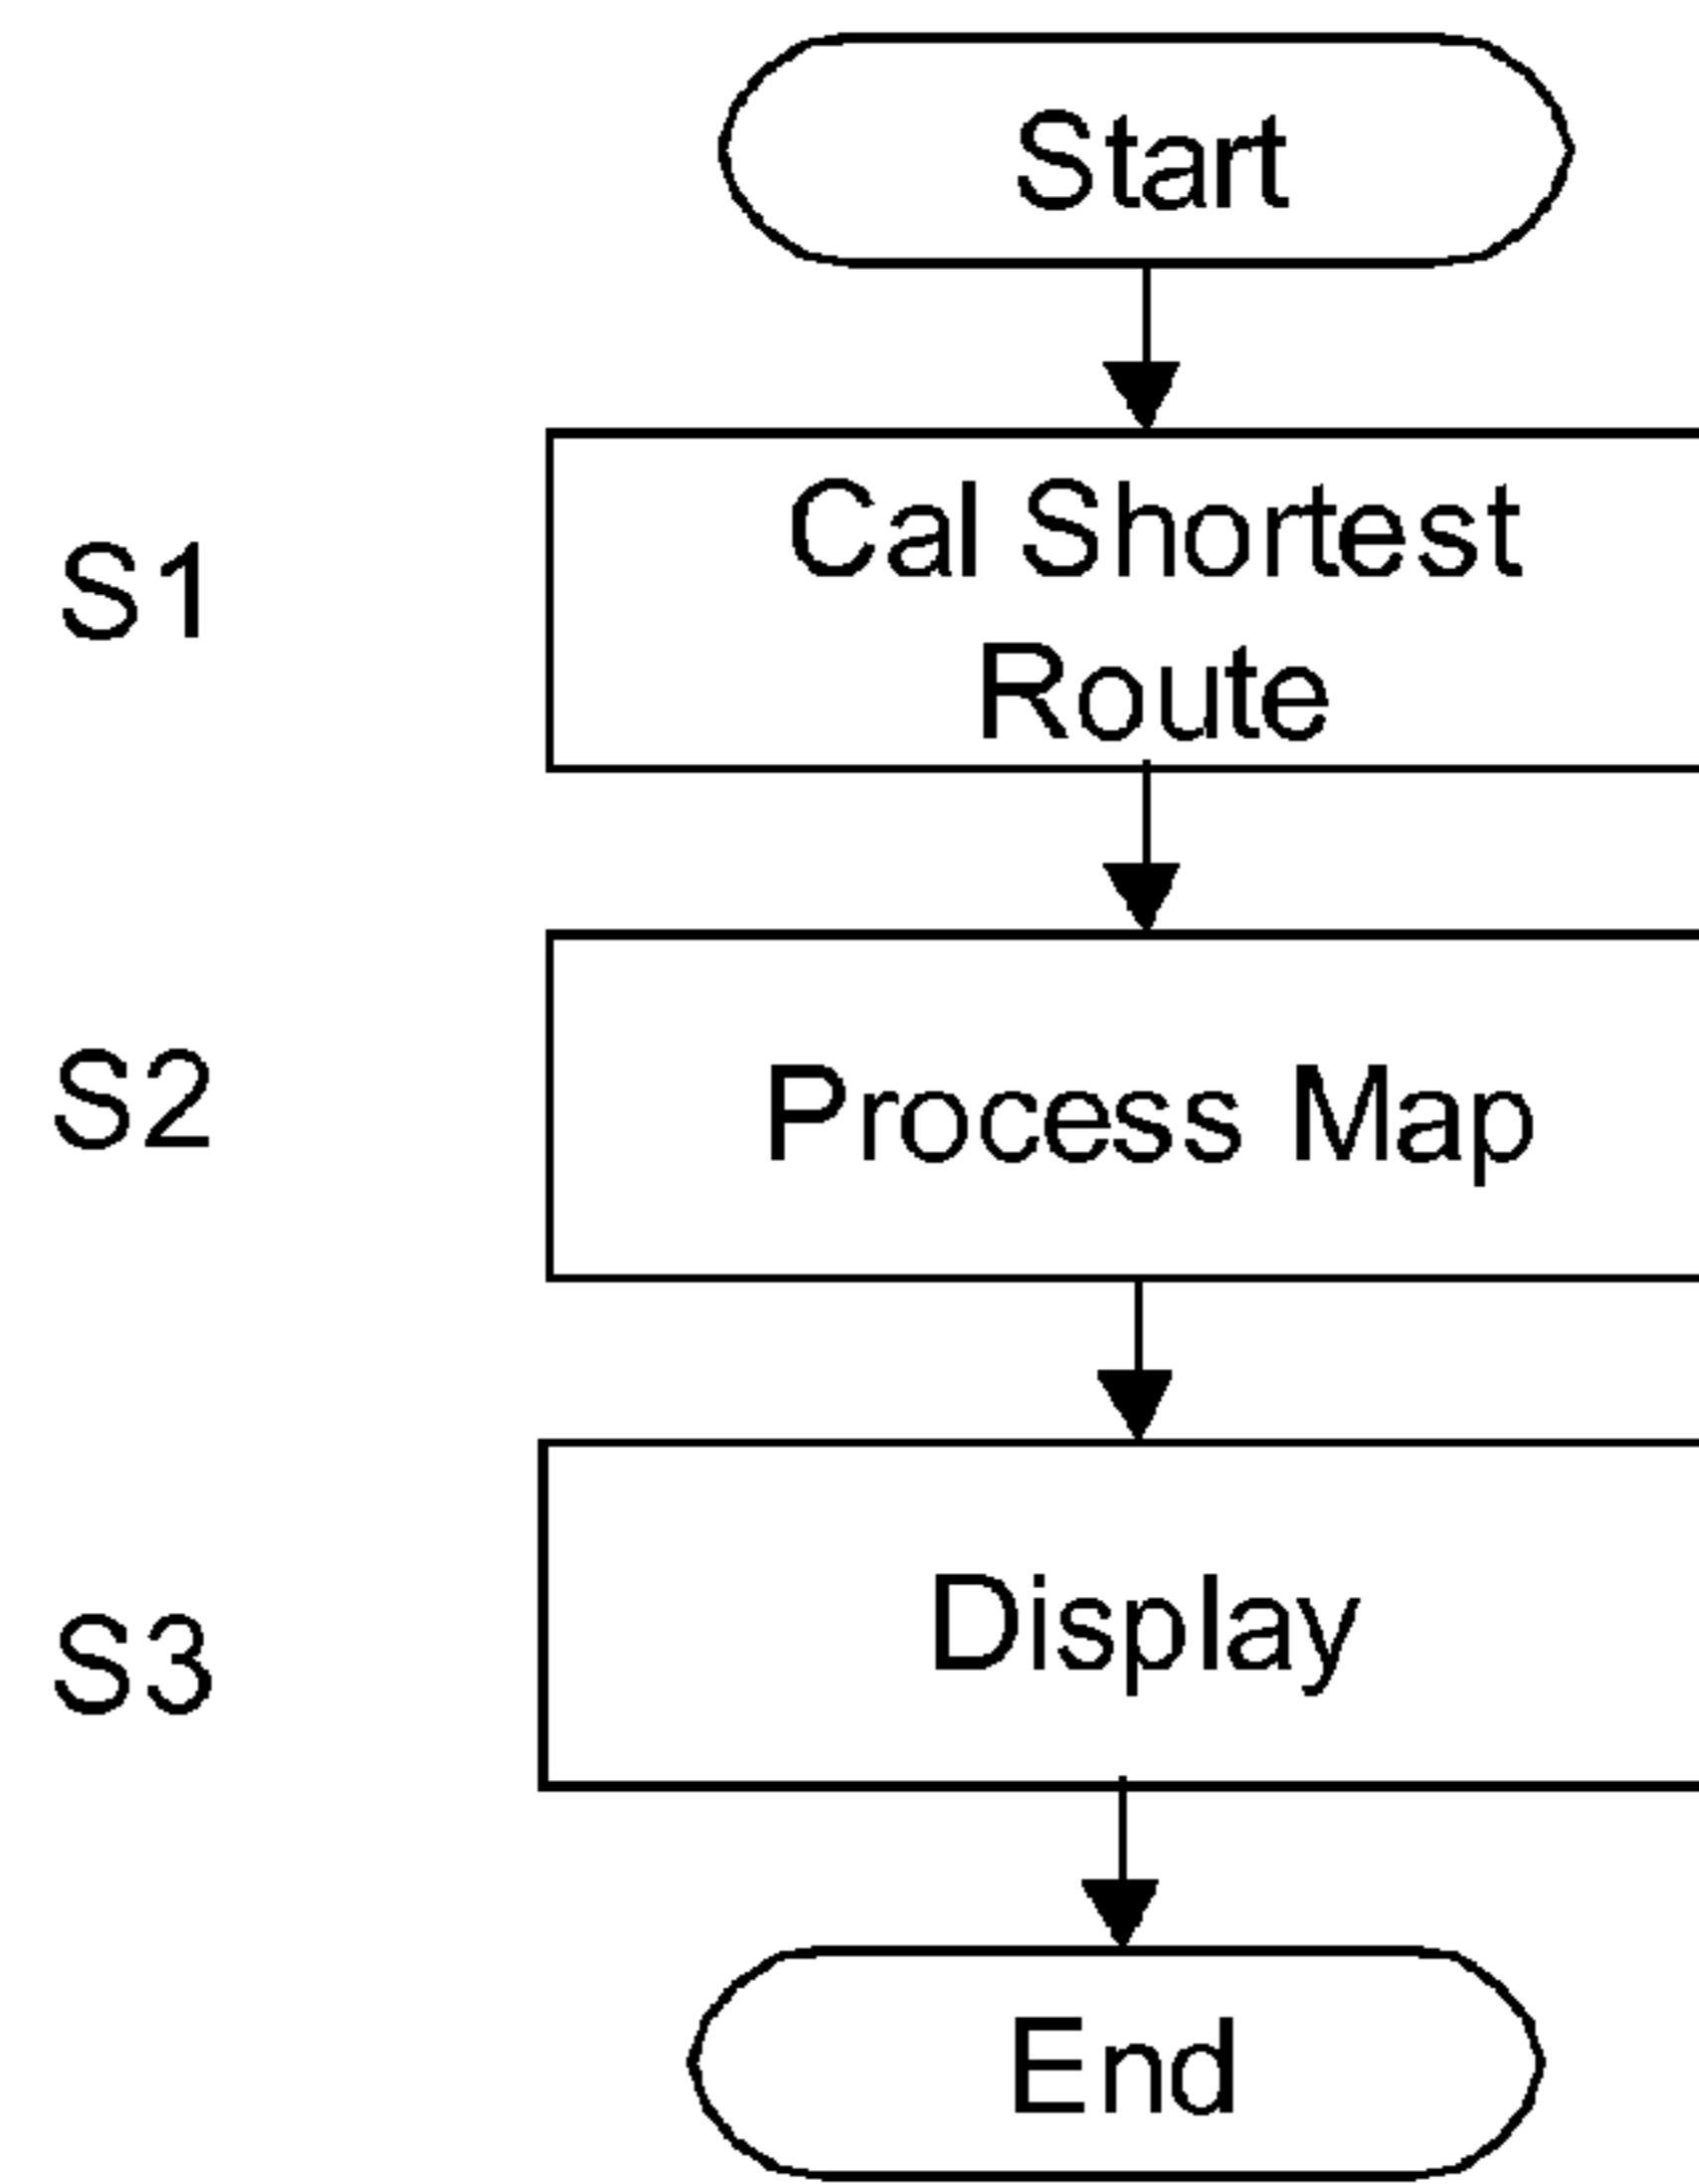 Start
S1
Cal Shortest
Route
S2
Process Map
S3
Display
End